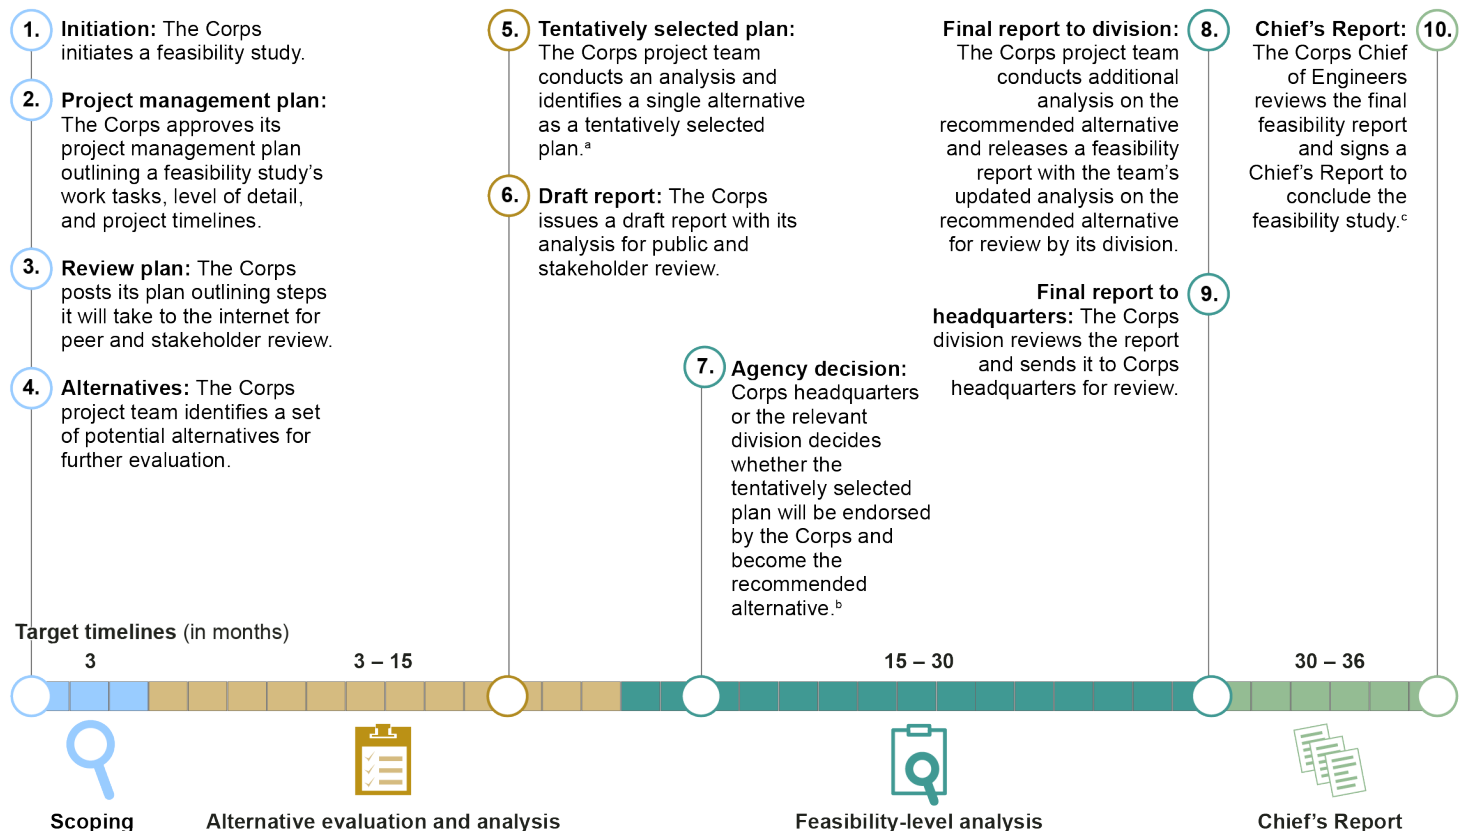 1.
Initiation: The Corps
initiates a feasibility study.
2.
Project management plan:
The Corps approves its
project management plan
outlining a feasibility study’s
work tasks, level of detail,
and project timelines.
3.
Review plan: The Corps
posts its plan outlining steps
it will take to the internet for
peer and stakeholder review.
4.
Alternatives: The Corps
project team identifies a set
of potential alternatives for
further evaluation.
5.
Tentatively selected plan:
The Corps project team
conducts an analysis and
identifies a single alternative
as a tentatively selected
plan.ᵃ
6.
Draft report: The Corps
issues a draft report with its
analysis for public and
stakeholder review.
7.
Agency decision:
Corps headquarters
or the relevant
division decides
whether the
tentatively selected
plan will be endorsed
by the Corps and
become the
recommended
alternative.ᵇ
Final report to division:
8.
The Corps project team
conducts additional
analysis on the
recommended alternative
and releases a feasibility
report with the team’s
updated analysis on the
recommended alternative
for review by its division.
Final report to
9.
headquarters: The Corps
division reviews the report
and sends it to Corps
headquarters for review.
Chief’s Report:
10.
The Corps Chief
of Engineers
reviews the final
feasibility report
and signs a
Chief’s Report to
conclude the
feasibility study.ᶜ
Target timelines (in months)
3
3 – 15
15 – 30
30 – 36
Scoping
Alternative evaluation and analysis
Feasibility-level analysis
Chief’s Report